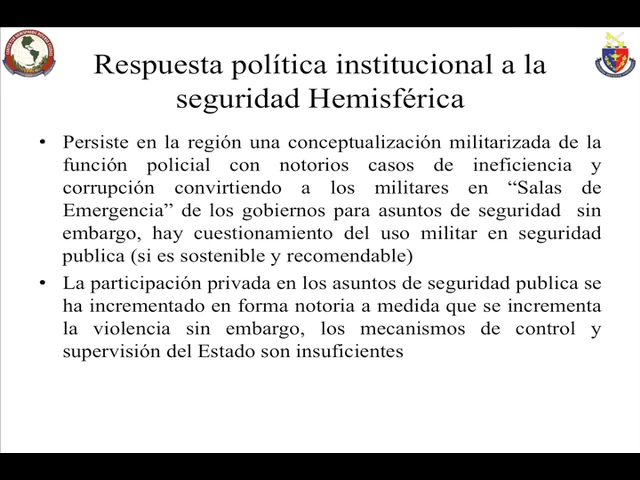 Respuesta política institucional a la
seguridad Hemisférica
• Persiste en la región una conceptualización militarizada de la
función policial con notorios casos de ineficiencia y
corrupción convirtiendo a los militares en “Salas de
Emergencia” de los gobiernos para asuntos de seguridad sin
embargo, hay cuestionamiento del uso militar en seguridad
publica (si es sostenible y recomendable)
• La participación privada en los asuntos de seguridad publica se
ha incrementado en forma notoria a medida que se incrementa
la violencia sin embargo, los mecanismos de control y
supervisión del Estado son insuficientes